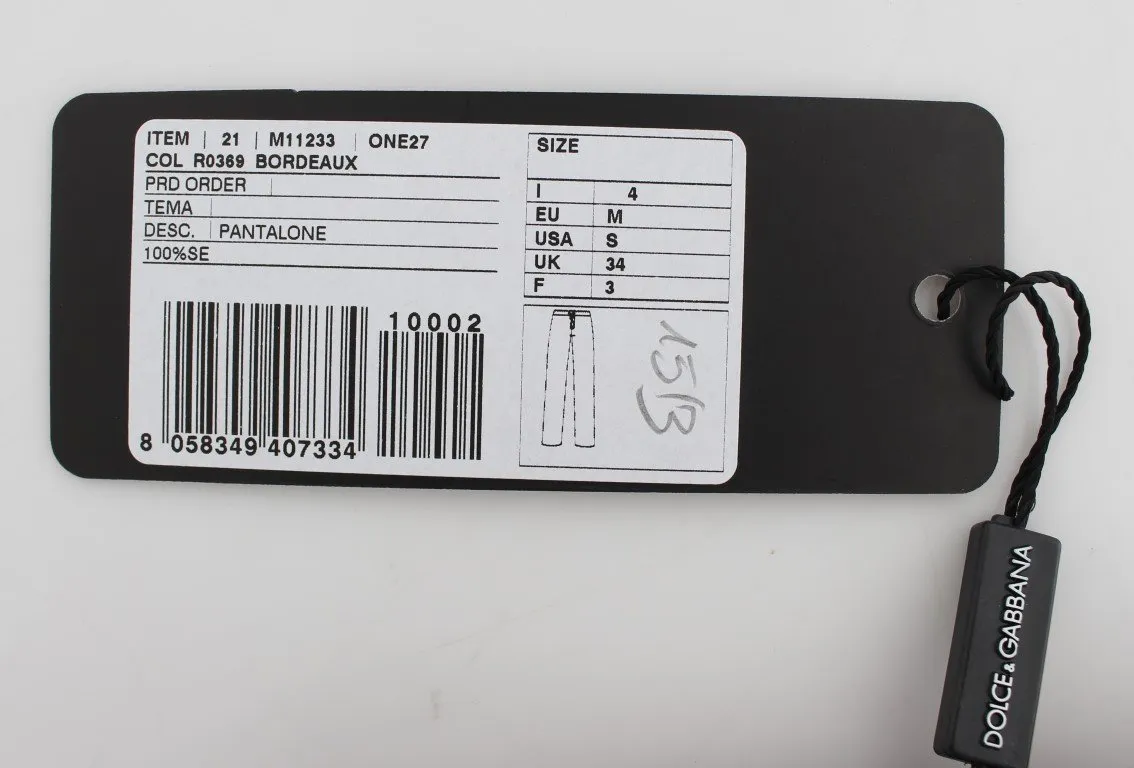 ITEM | 21 | M11233 | ONE27
COL R0369 BORDEAUX
PRD ORDER
TEMA
DESC. PANTALONE
100%SE
10002
8 058349 407334
SIZE
I 4
EU M
USA S
UK 34
F 3
DOLCE&GABBANA